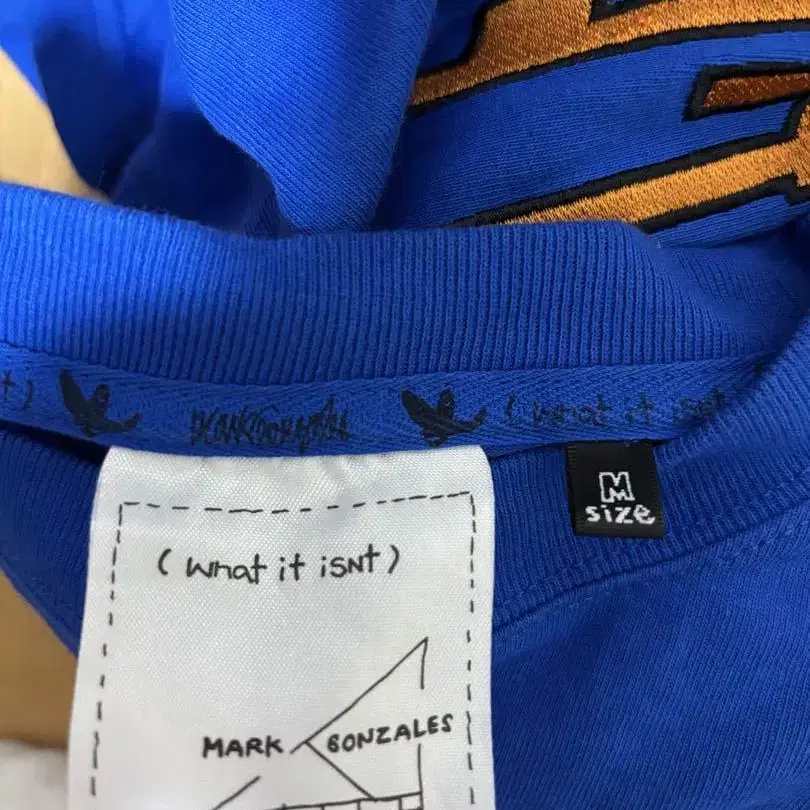 t)
(what it isnt
M
size
(what it isnt)
MARK GONZALES